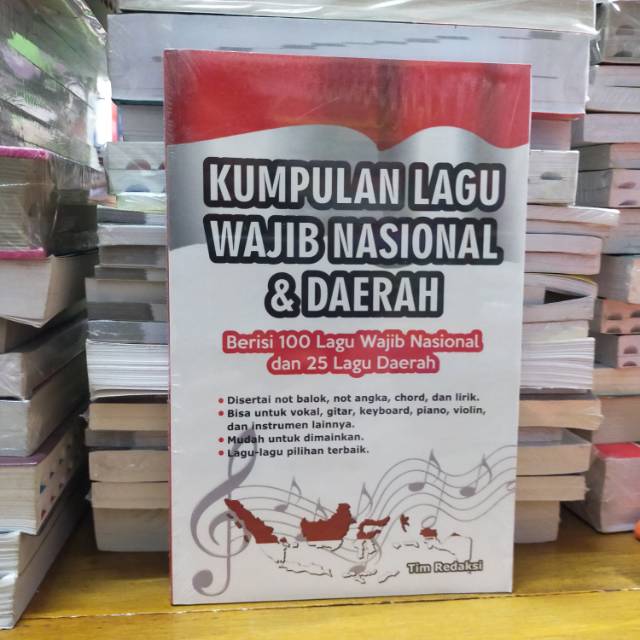 KUMPULAN LAGU
WAJIB NASIONAL
& DAERAH
Berisi 100 Lagu Wajib Nasional
dan 25 Lagu Daerah
• Disertai not balok, not angka, chord, dan lirik.
• Bisa untuk vokal, gitar, keyboard, piano, violin,
dan instrumen lainnya.
• Mudah untuk dimainkan.
• Lagu-lagu pilihan terbaik.
Tim Redaksi